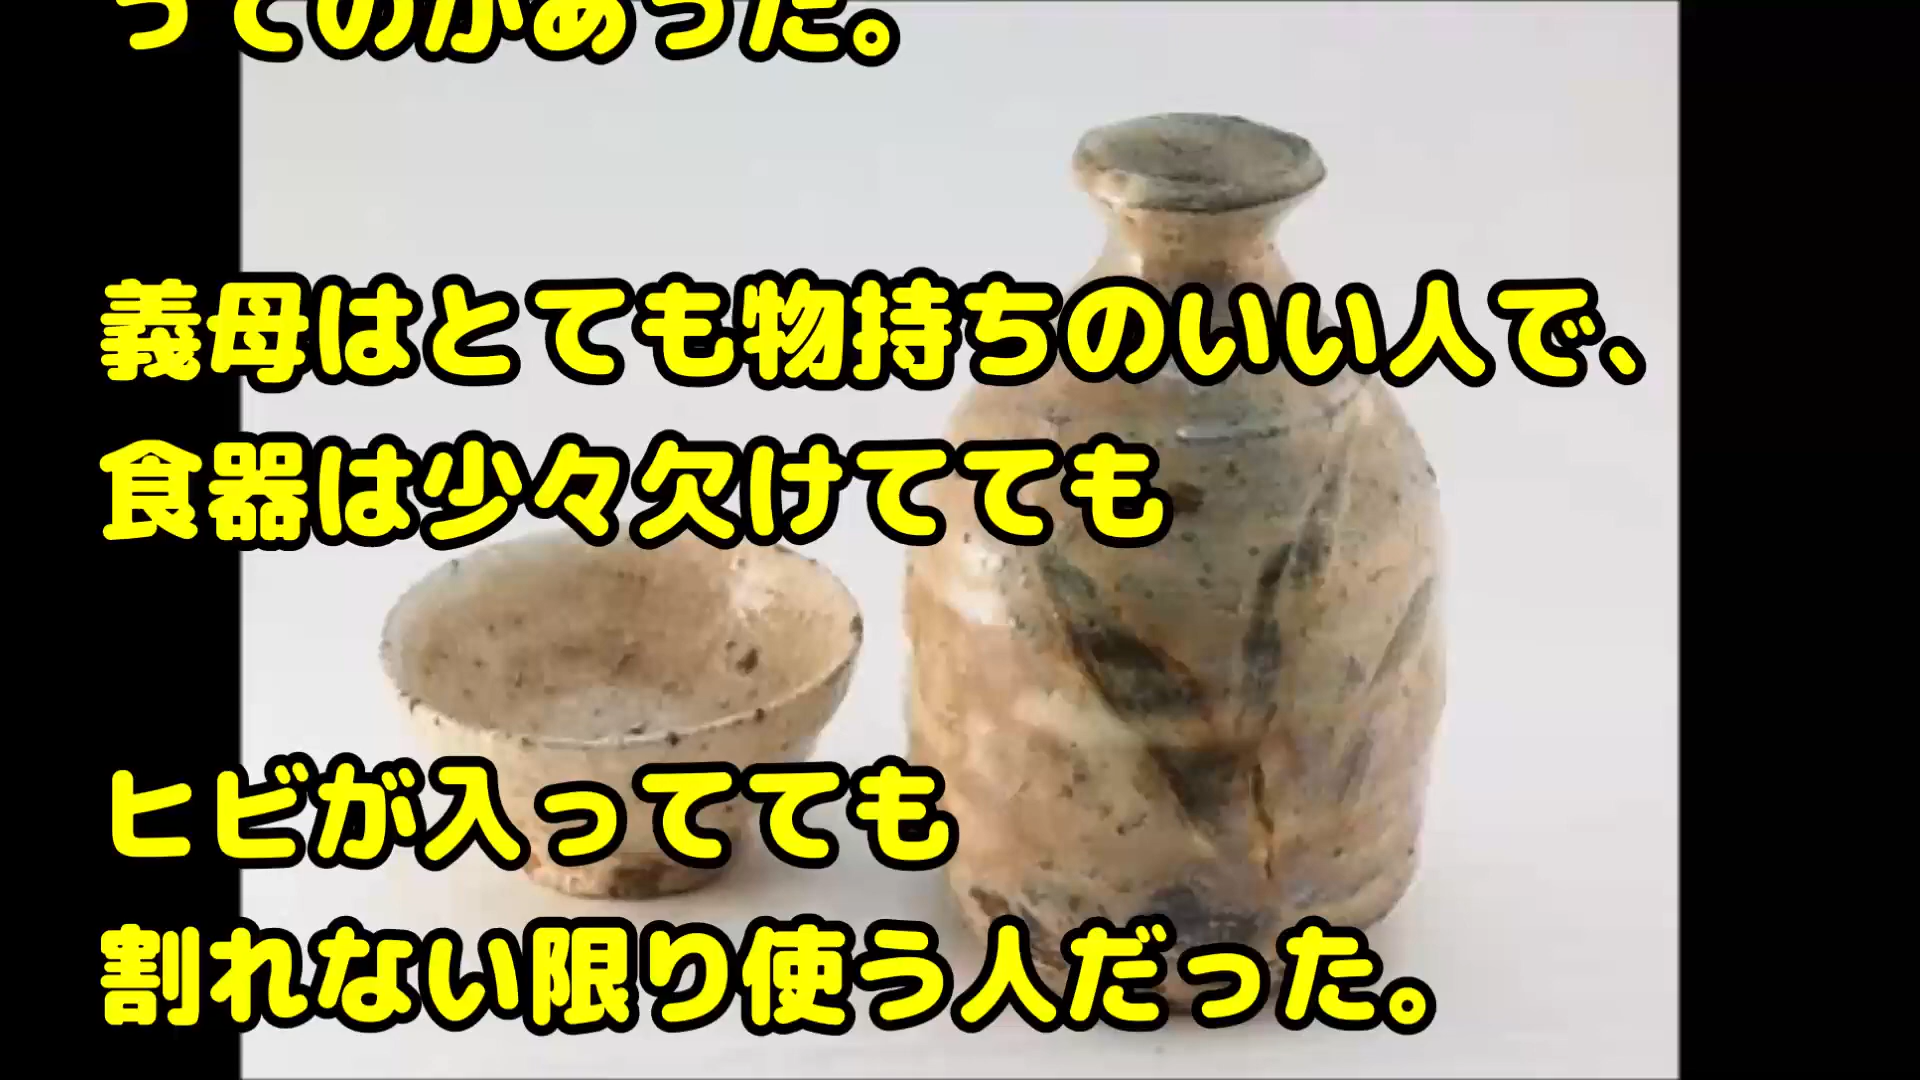 ってのがあった。
義母はとても物持ちのいい人で、
食器は少々欠けてても
ヒビが入ってても
割れない限り使う人だった。